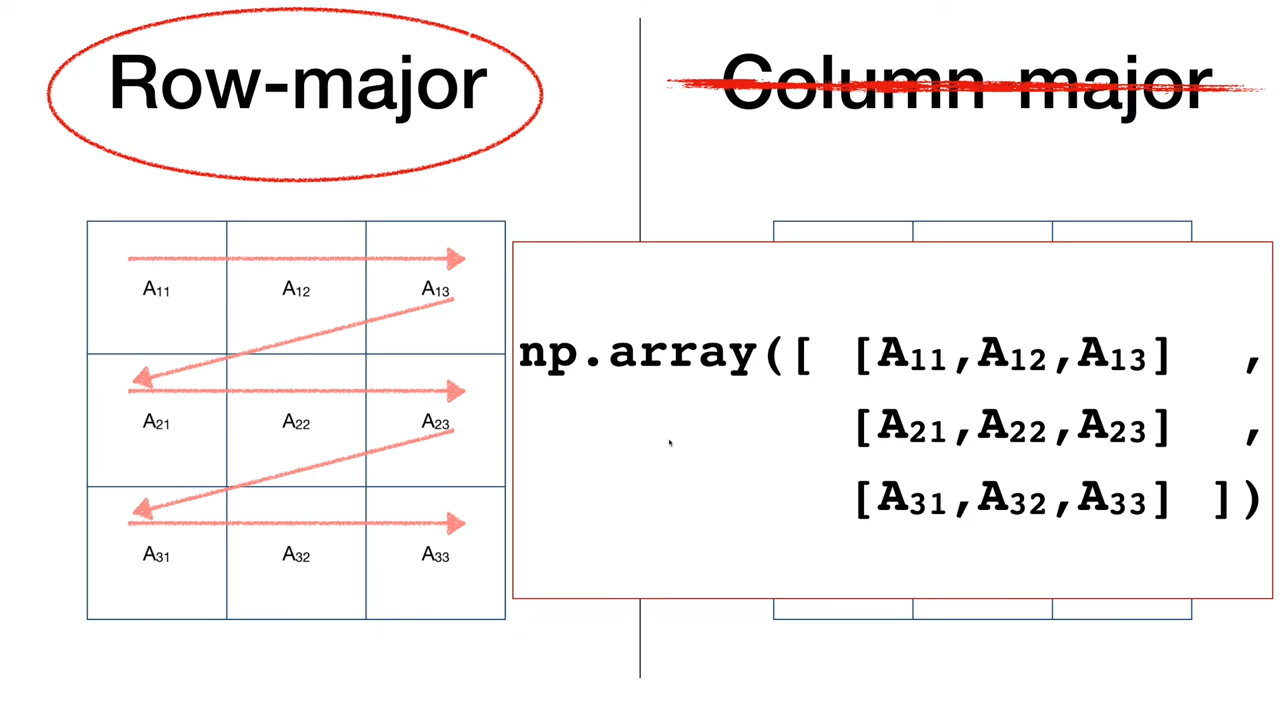 Row-major
Column-major
A₁₁ A₁₂ A₁₃
A₂₁ A₂₂ A₂₃
A₃₁ A₃₂ A₃₃
np.array([ [A₁₁,A₁₂,A₁₃] ,
[A₂₁,A₂₂,A₂₃] ,
[A₃₁,A₃₂,A₃₃] ])